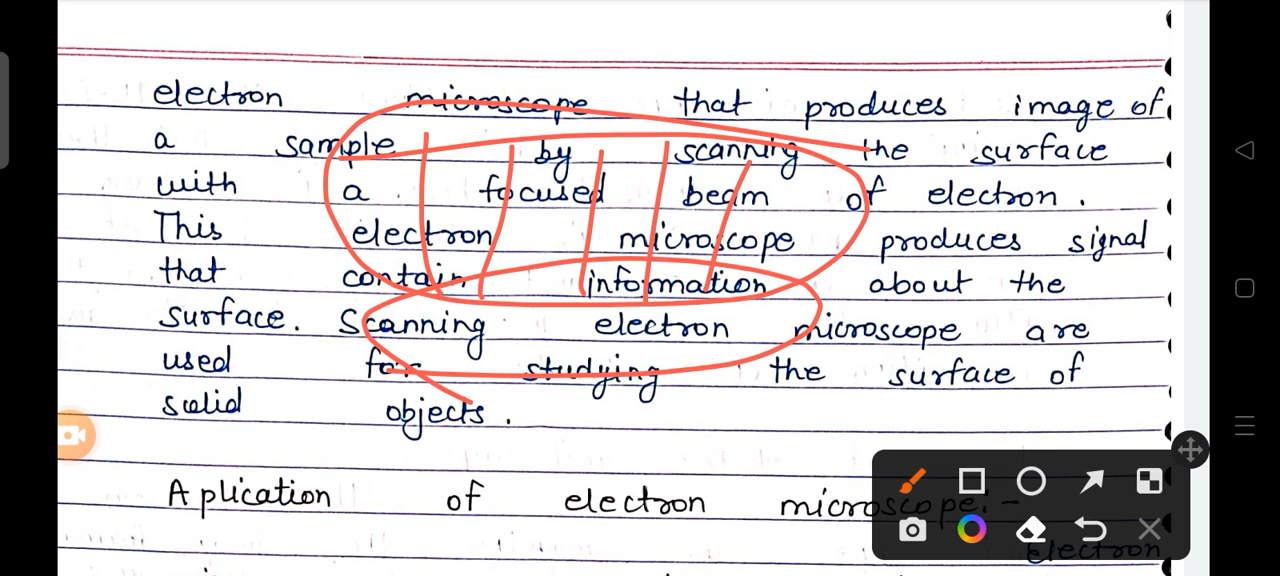 electron microscope that produces image of
a sample by scanning the surface
with a focused beam of electron.
This electron microscope produces signal
that contain information about the
surface. Scanning electron microscope are
used for studying the surface of
solid objects.
Aplication of electron microscope:-
electron